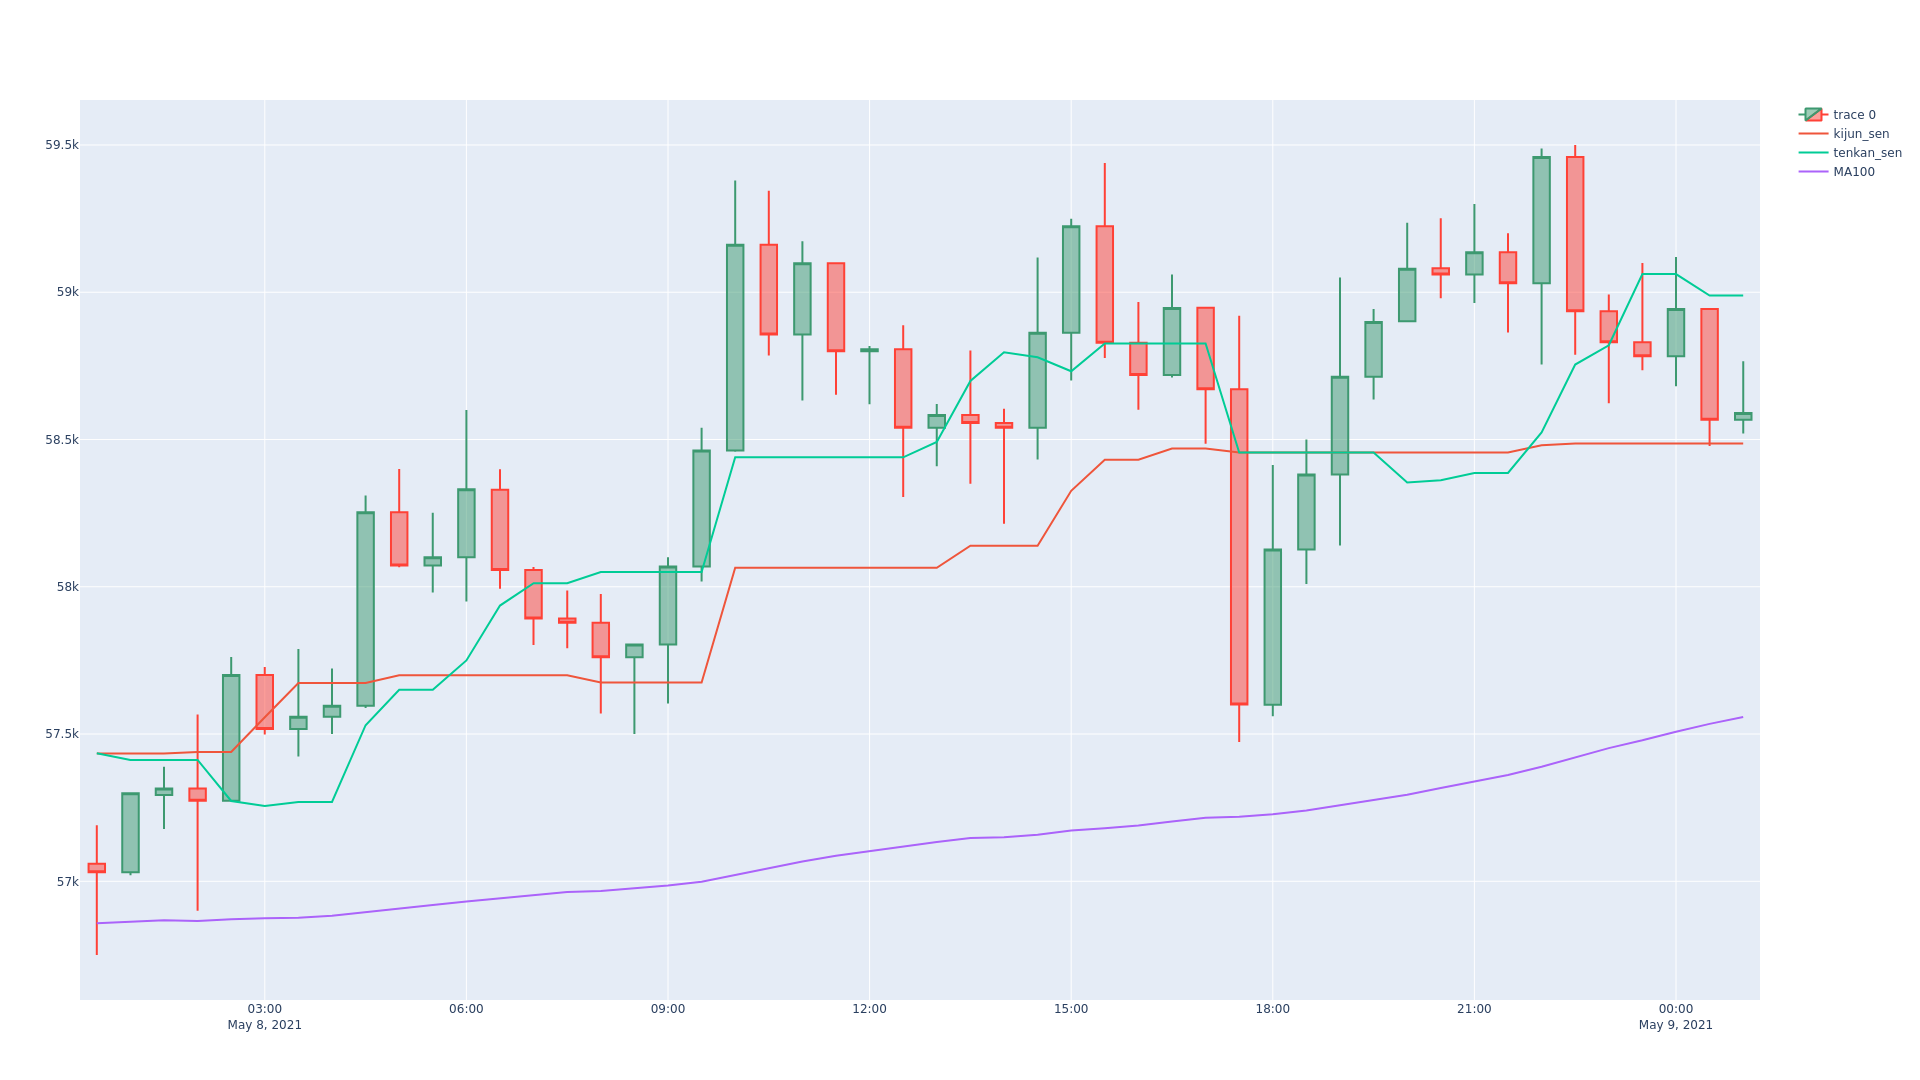 59.5k
59k
58.5k
58k
57.5k
57k
03:00
May 8, 2021
06:00
09:00
12:00
15:00
18:00
21:00
00:00
May 9, 2021
trace 0
kijun_sen
tenkan_sen
MA100